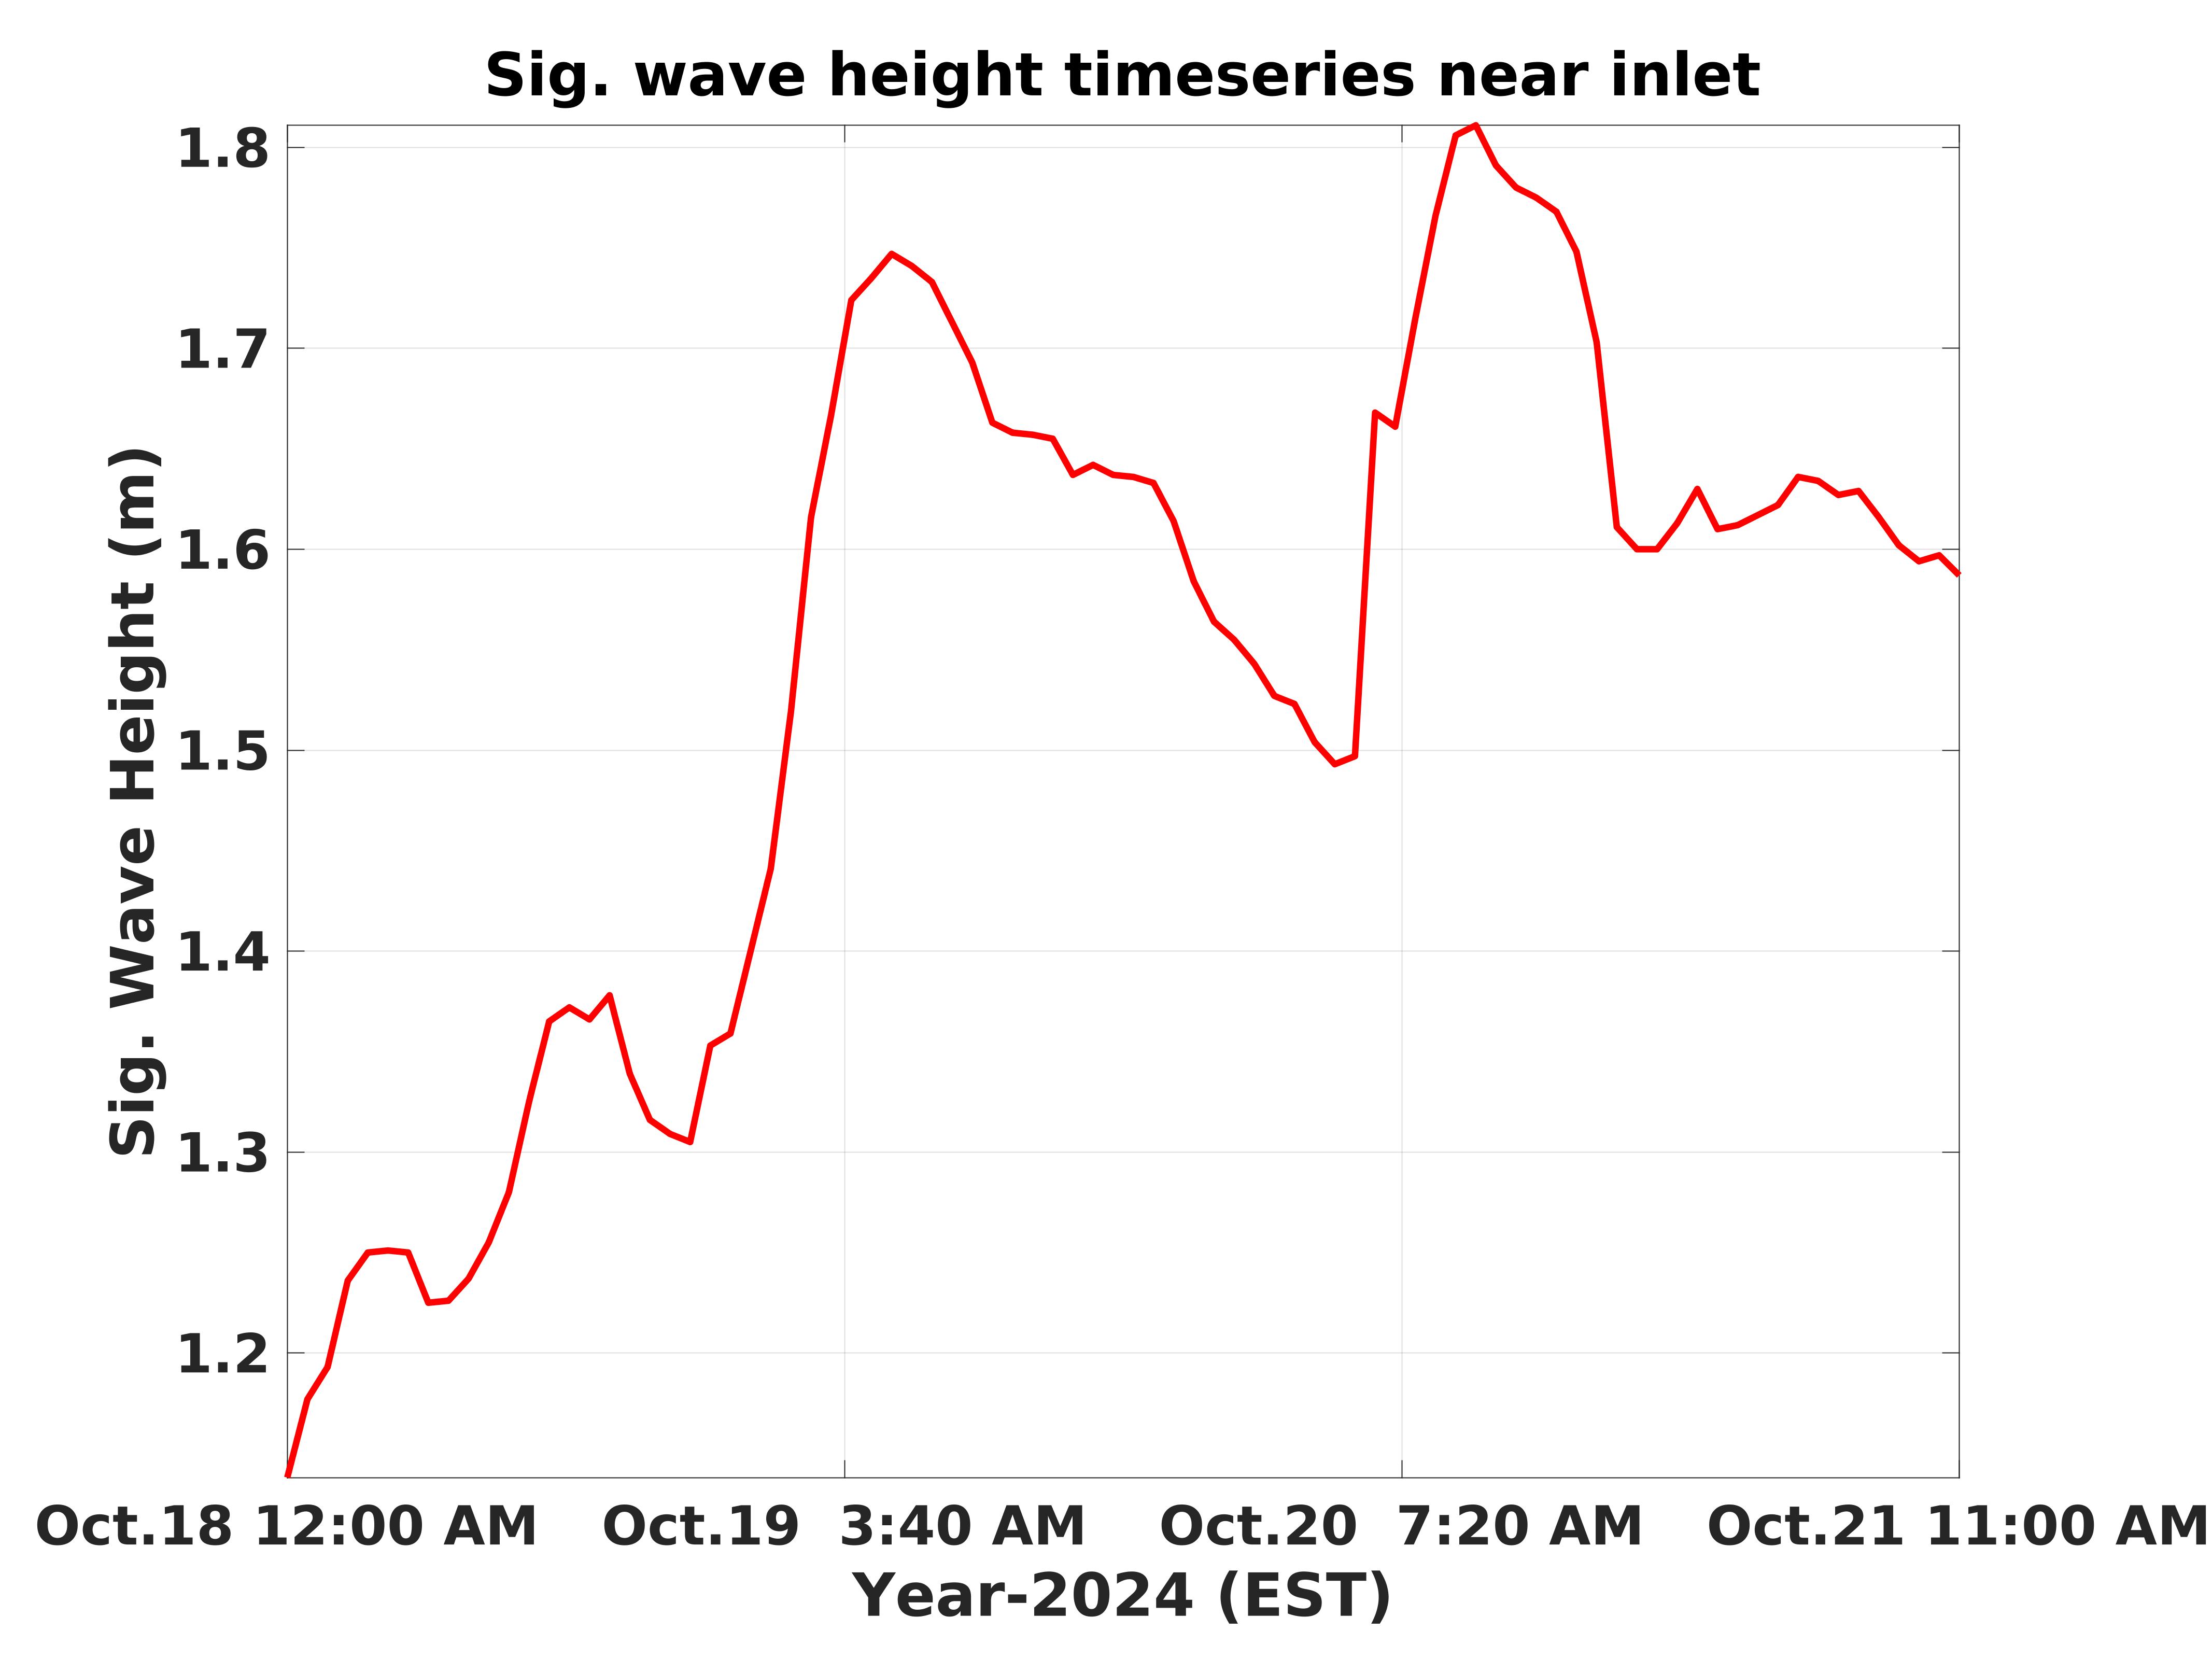 Sig. wave height timeseries near inlet
Sig. Wave Height (m)
1.8
1.7
1.6
1.5
1.4
1.3
1.2
Oct.18 12:00 AM Oct.19 3:40 AM Oct.20 7:20 AM Oct.21 11:00 AM
Year-2024 (EST)